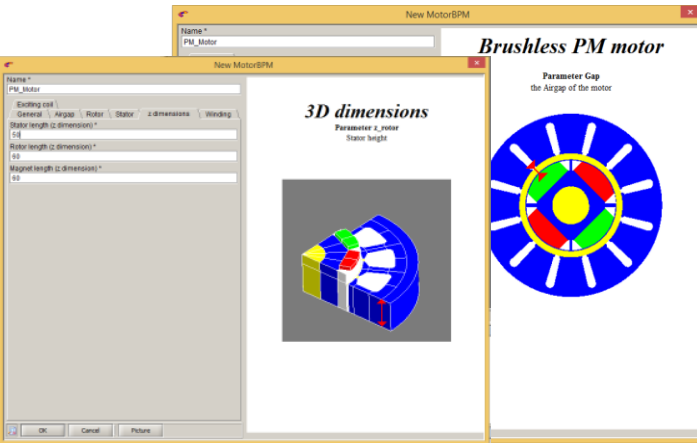 New MotorBPM
Name *
PM_Motor
Brushless PM motor
Parameter Gap
the Airgap of the motor
New MotorBPM
Name *
PM_Motor
Exciting coil
General Airgap Rotor Stator z dimensions Winding
Stator length (z dimension) *
50
Rotor length (z dimension) *
60
Magnet length (z dimension) *
60
3D dimensions
Parameter z_rotor
Stator height
OK Cancel Picture